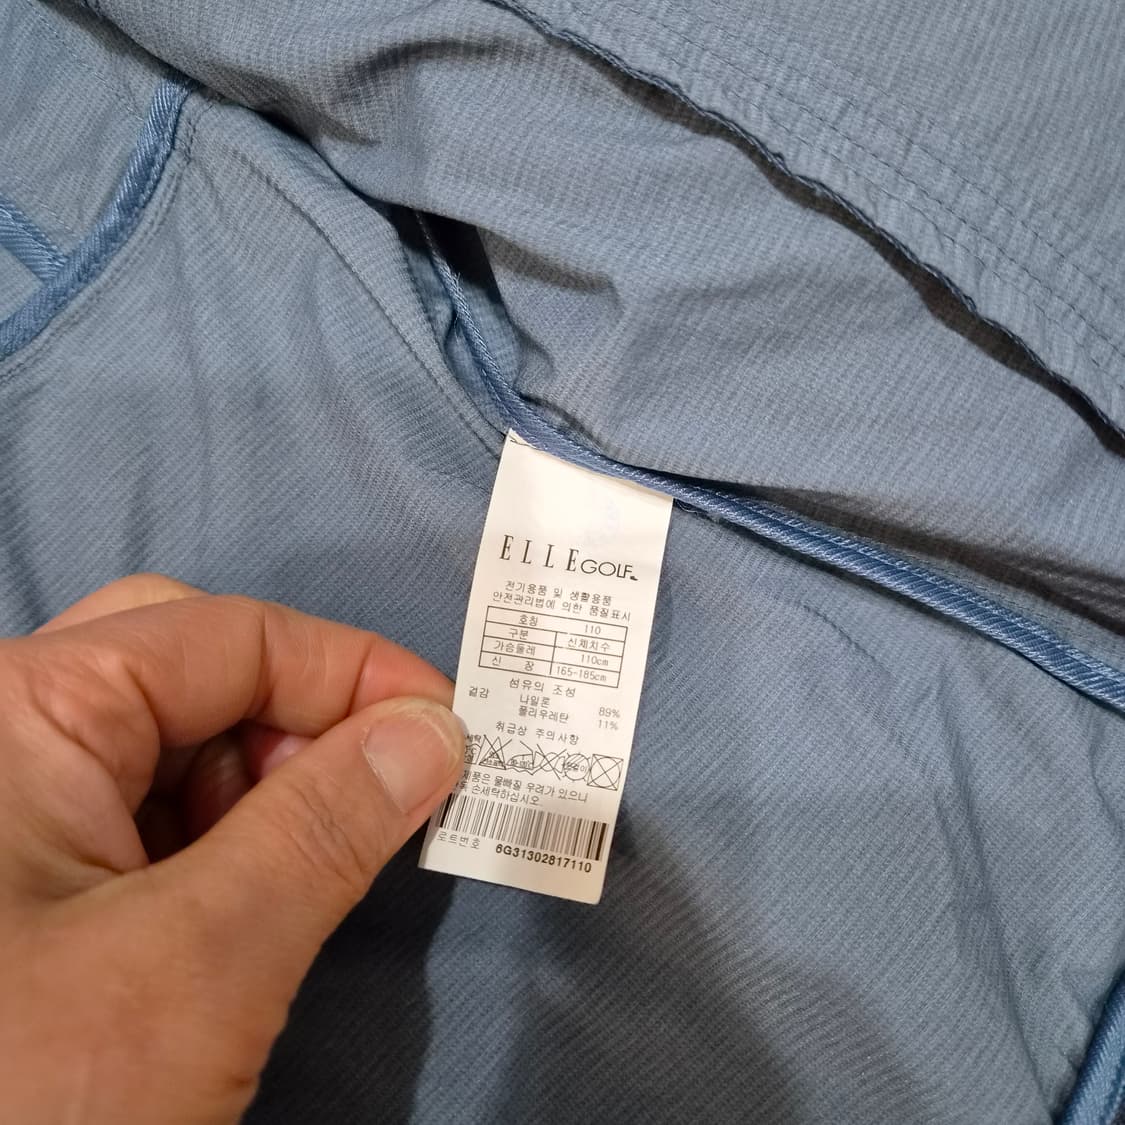 ELLE GOLF
전기용품 및 생활용품
안전관리법에 의한 품질표시
호칭 110
구분 신체치수
가슴둘레 110cm
신 장 165-185cm
섬유의 조성
겉감 나일론 89%
폴리우레탄 11%
취급상 주의사항
세탁
제품은 물빠질 우려가 있으니
손세탁하십시오
로트번호 6G31302817110